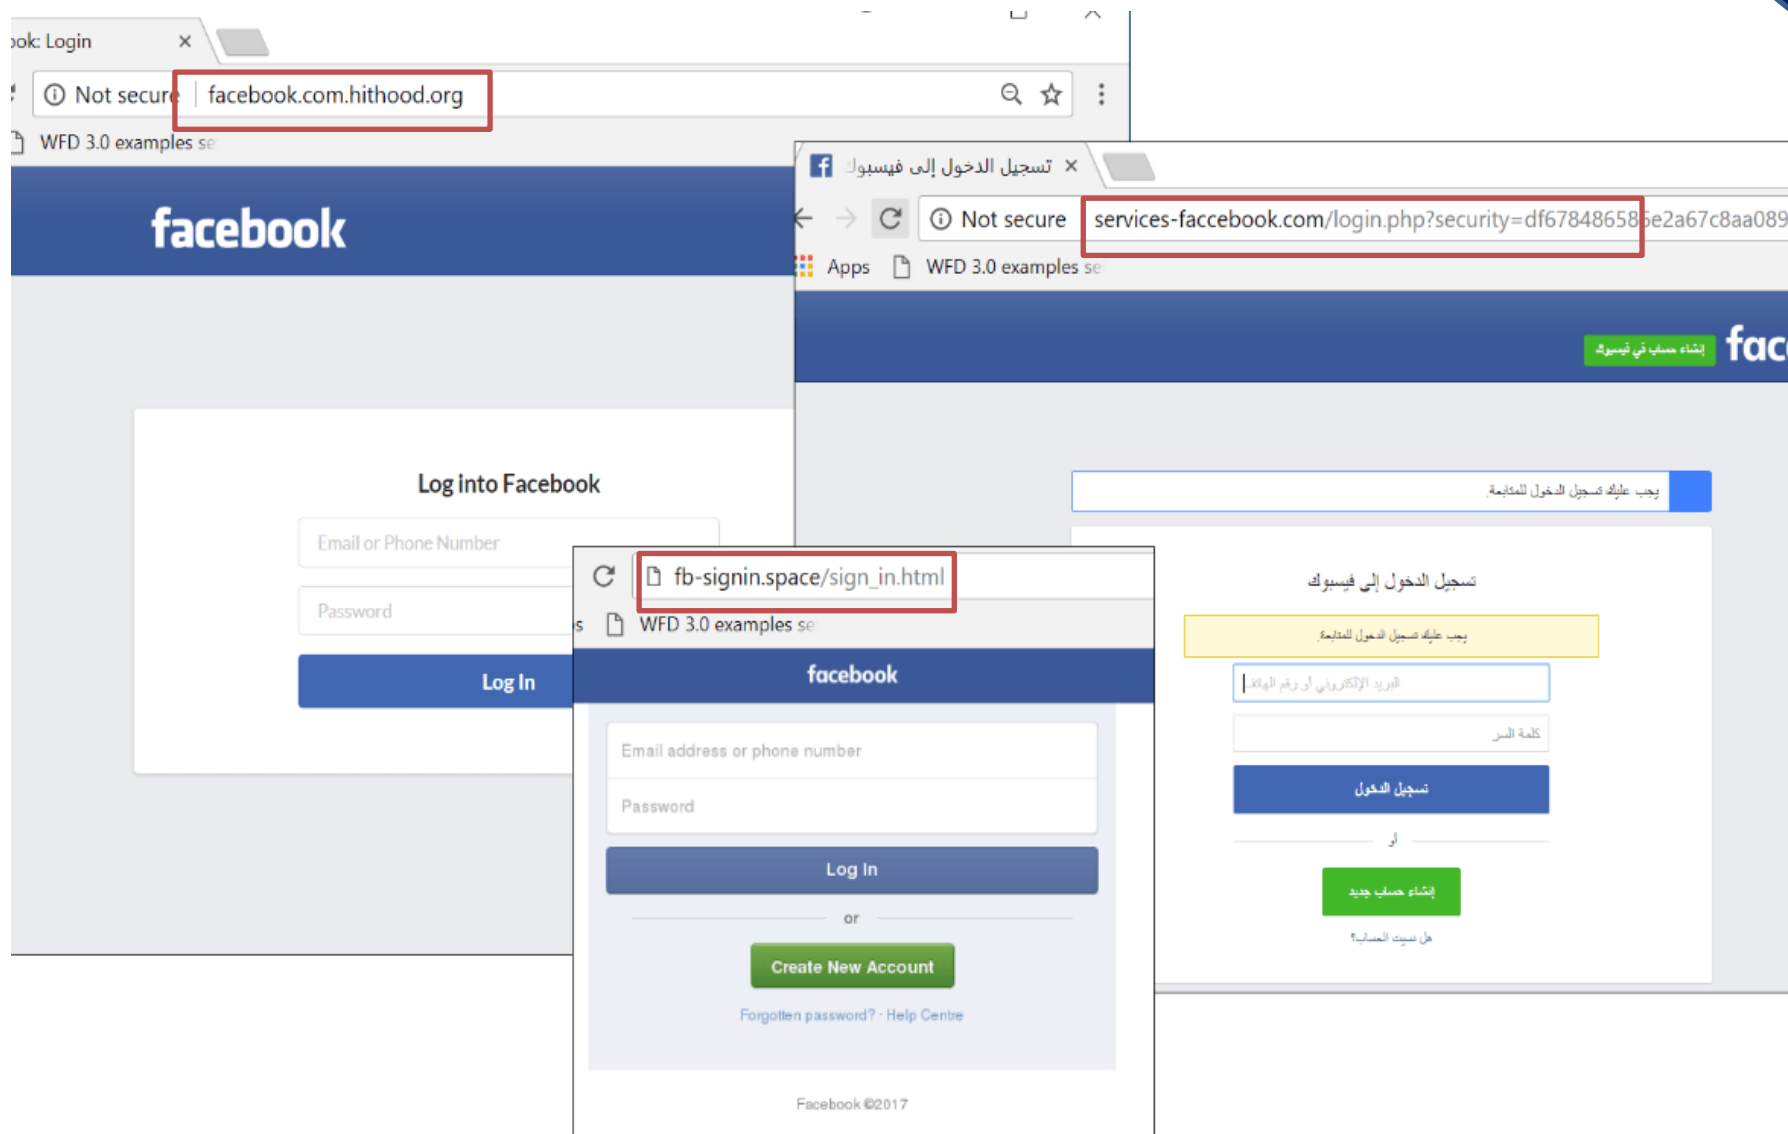 ook: Login
Not secure
facebook.com.hithood.org
WFD 3.0 examples se
facebook
Log into Facebook
Email or Phone Number
Password
Log In
تسجيل الدخول إلى فيسبوك
Not secure
services-faccebook.com/login.php?security=df678486585e2a67c8aa089
Apps
WFD 3.0 examples se
إنشاء حساب في فيسبوك
يجب عليك تسجيل الدخول للمتابعة.
تسجيل الدخول إلى فيسبوك
يجب عليك تسجيل الدخول للمتابعة.
البريد الإلكتروني أو رقم الهاتف
كلمة السر
تسجيل الدخول
أو
إنشاء حساب جديد
هل نسيت الحساب؟
fb-signin.space/sign_in.html
s
WFD 3.0 examples se
facebook
Email address or phone number
Password
Log In
or
Create New Account
Forgotten password? · Help Centre
Facebook ©2017